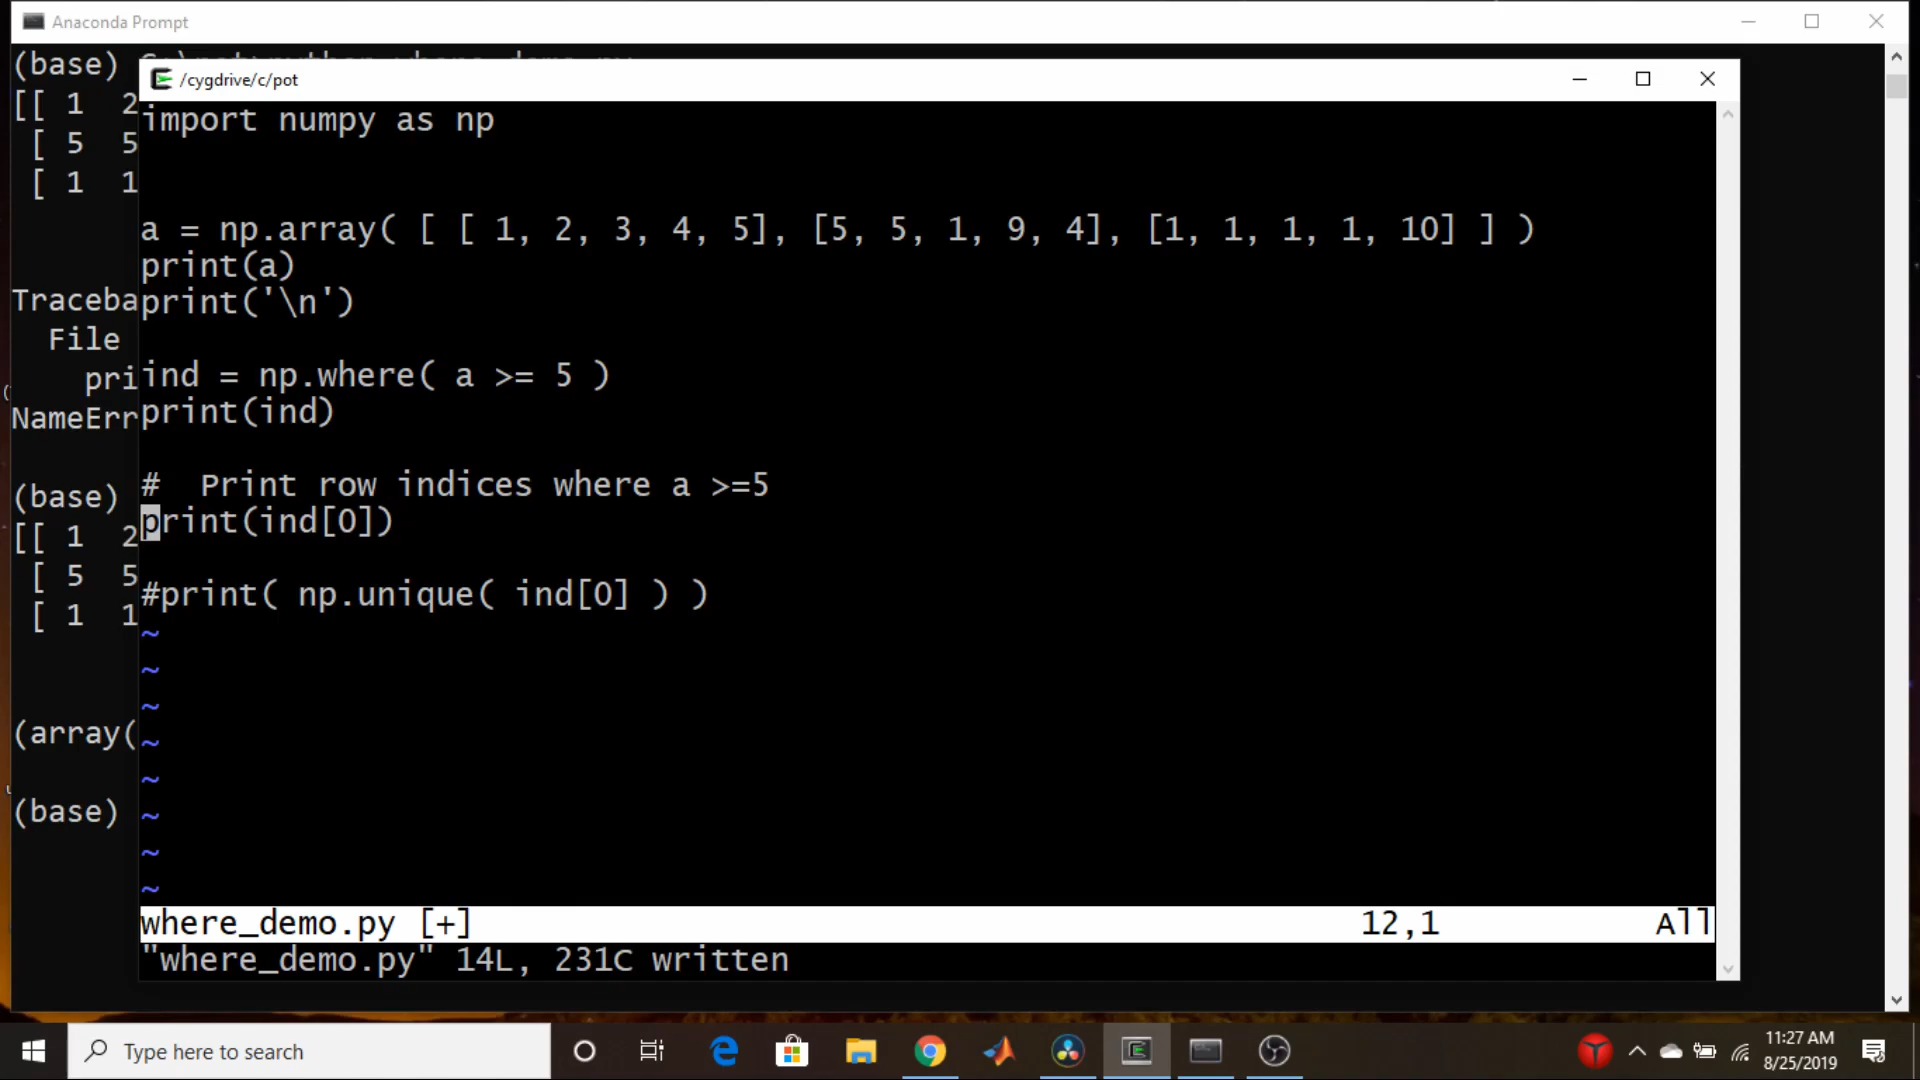 Anaconda Prompt
(base)
[[ 1 2
[ 5 5
[ 1 1
Traceba
File
pri
NameErr
(base)
[[ 1 2
[ 5 5
[ 1 1
(array(
(base)
/cygdrive/c/pot
import numpy as np
a = np.array( [ [ 1, 2, 3, 4, 5], [5, 5, 1, 9, 4], [1, 1, 1, 1, 10] ] )
print(a)
print('\n')
ind = np.where( a >= 5 )
print(ind)
#  Print row indices where a >=5
print(ind[0])
#print( np.unique( ind[0] ) )
~
~
~
~
~
~
~
~
where_demo.py [+] 12,1 All
"where_demo.py" 14L, 231C written
Type here to search
11:27 AM
8/25/2019